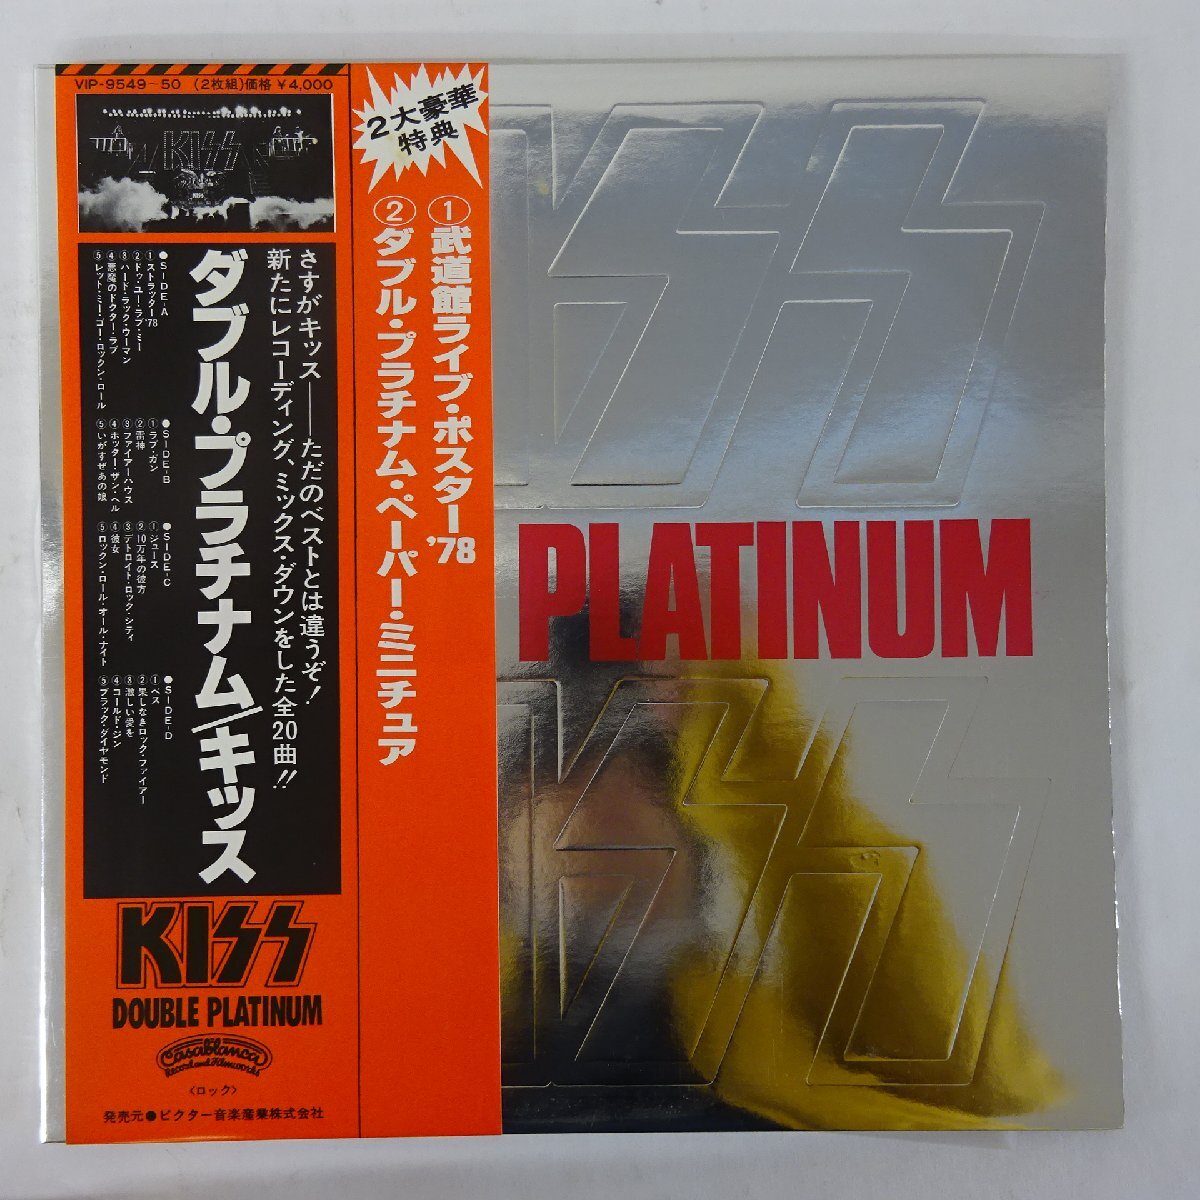 VIP-9549-50 (2枚組)価格 ¥4,000
KISS
KISS
さすがキッス――ただのベストとは違うぞ!
新たにレコーディング、ミックス・ダウンをした全20曲!!
ダブル・プラチナム/キッス
●SIDE-A
①ストラッター'78
②ドゥ・ユー・ラブ・ミー
③ハード・ラック・ウーマン
④悪魔のドクター・ラブ
⑤レット・ミー・ゴー・ロックン・ロール
●SIDE-B
①ラブ・ガン
②雷神
③ファイアーハウス
④ホッター・ザン・ヘル
⑤いかすぜあの娘
●SIDE-C
①ジュース
②10万年の彼方
③デトロイト・ロック・シティ
④彼女
⑤ロックン・ロール・オール・ナイト
●SIDE-D
①ベス
②果しなきロック・ファイアー
③激しい愛を
④コールド・ジン
⑤ブラック・ダイヤモンド
KISS
DOUBLE PLATINUM
Casablanca
Record and FilmWorks
〈ロック〉
発売元●ビクター音楽産業株式会社
2大豪華
特典
①武道館ライブ・ポスター'78
②ダブル・プラチナム・ペーパー・ミニチュア
PLATINUM